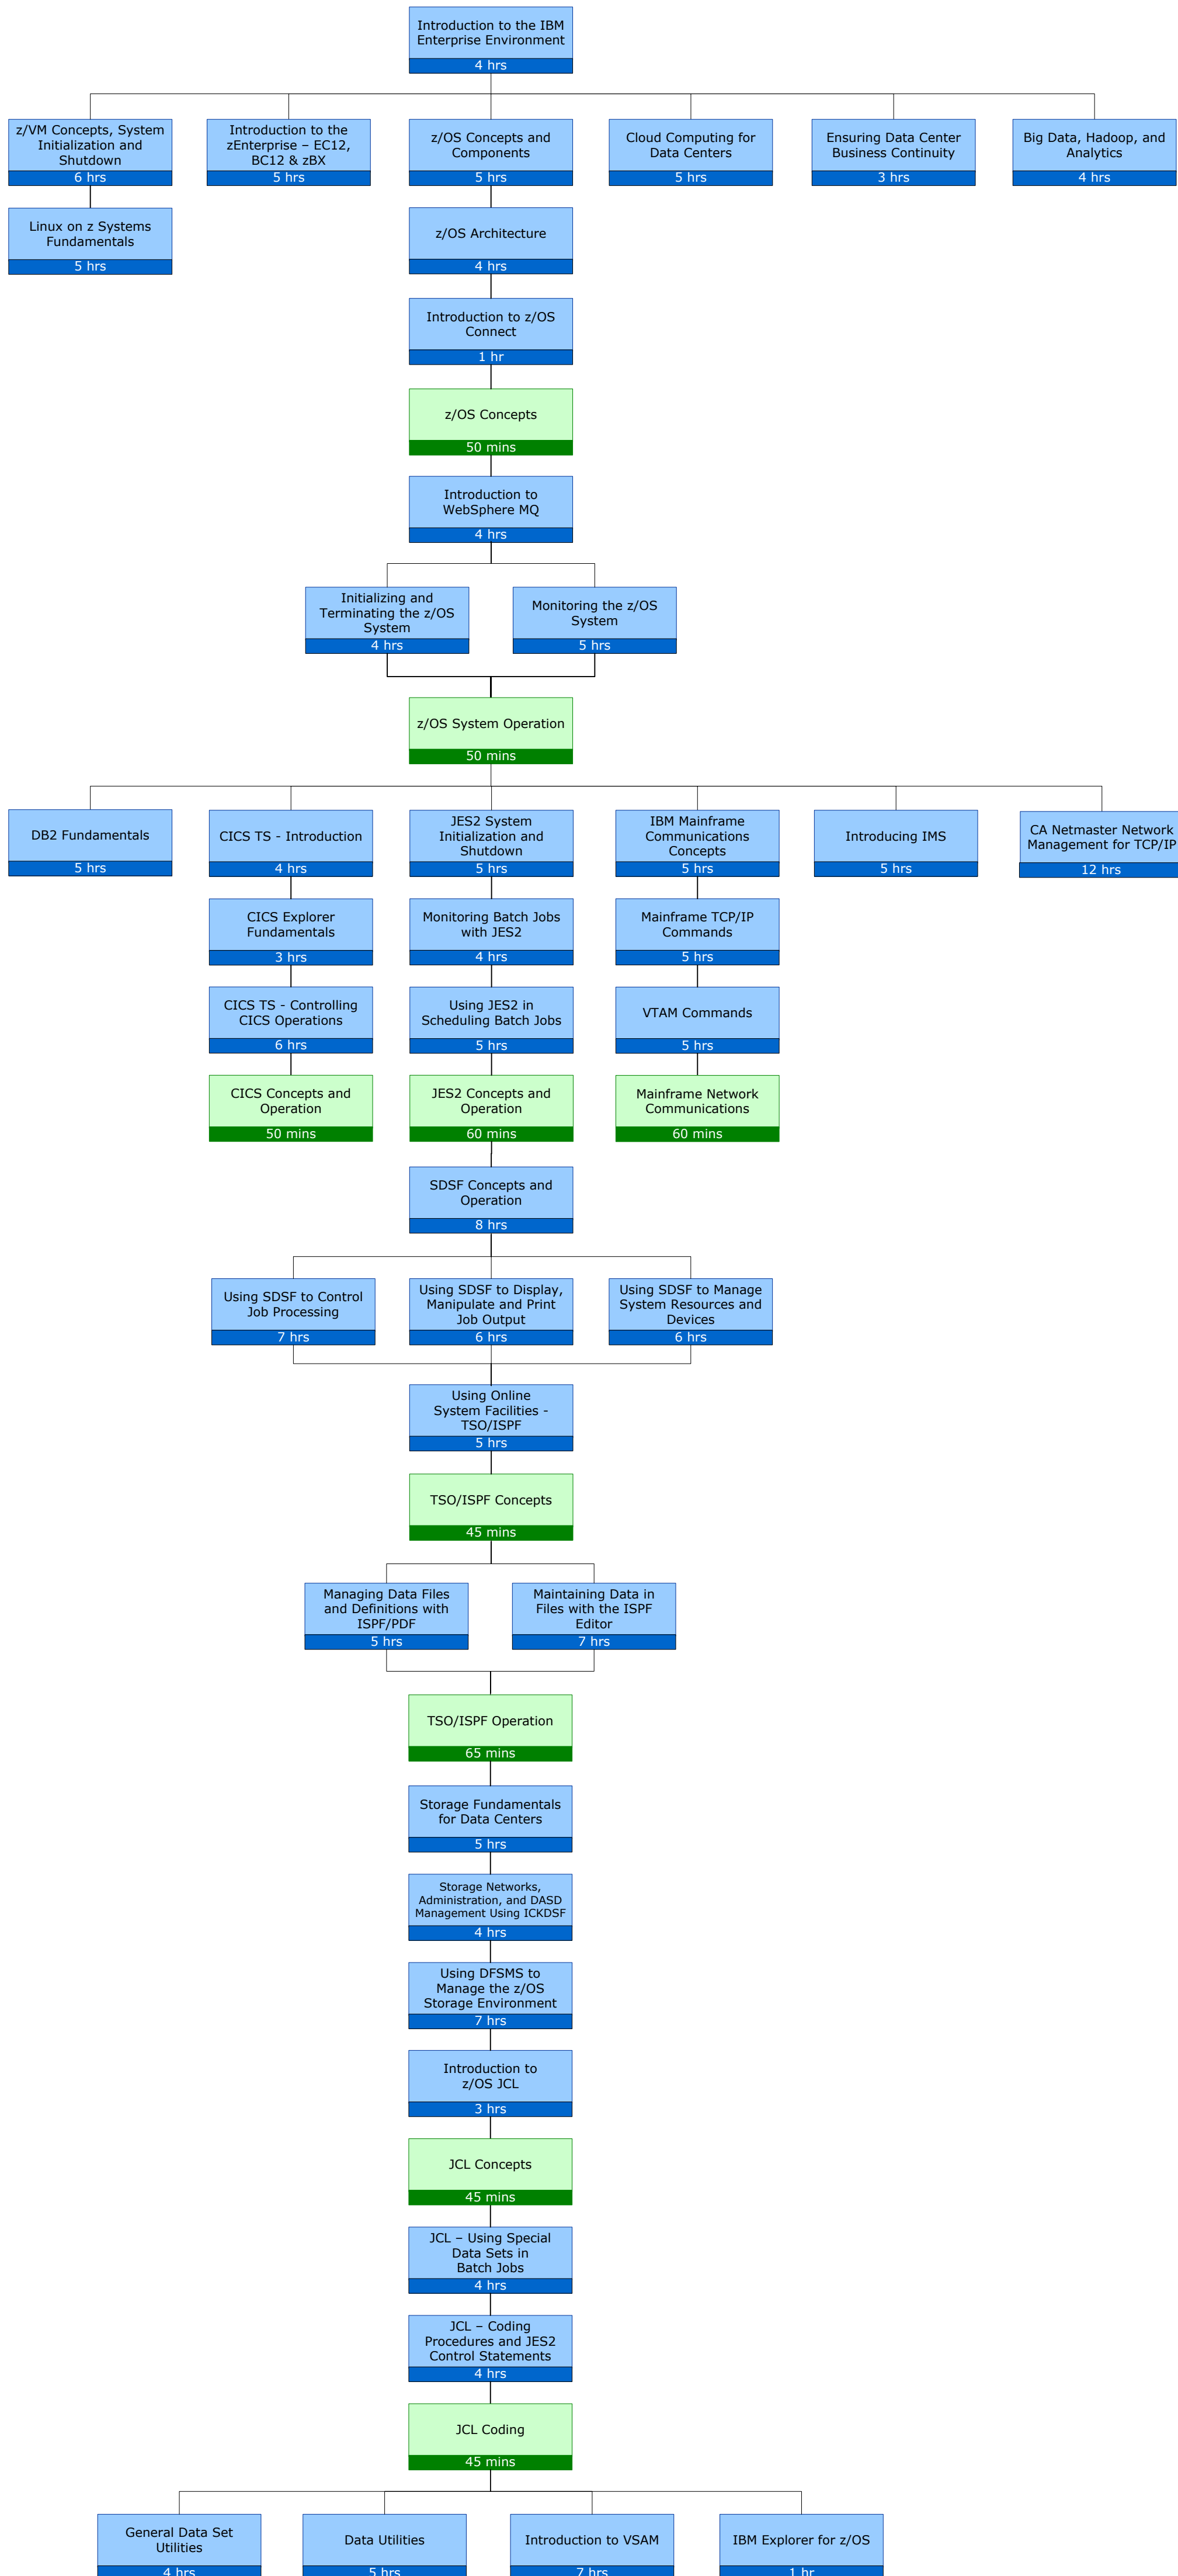 Introduction to the IBM
Enterprise Environment
4 hrs
z/VM Concepts, System
Initialization and
Shutdown
6 hrs
Introduction to the
zEnterprise – EC12,
BC12 & zBX
5 hrs
z/OS Concepts and
Components
5 hrs
Cloud Computing for
Data Centers
5 hrs
Ensuring Data Center
Business Continuity
3 hrs
Big Data, Hadoop, and
Analytics
4 hrs
Linux on z Systems
Fundamentals
5 hrs
z/OS Architecture
4 hrs
Introduction to z/OS
Connect
1 hr
z/OS Concepts
50 mins
Introduction to
WebSphere MQ
4 hrs
Initializing and
Terminating the z/OS
System
4 hrs
Monitoring the z/OS
System
5 hrs
z/OS System Operation
50 mins
DB2 Fundamentals
5 hrs
CICS TS - Introduction
4 hrs
JES2 System
Initialization and
Shutdown
5 hrs
IBM Mainframe
Communications
Concepts
5 hrs
Introducing IMS
5 hrs
CA Netmaster Network
Management for TCP/IP
12 hrs
CICS Explorer
Fundamentals
3 hrs
Monitoring Batch Jobs
with JES2
4 hrs
Mainframe TCP/IP
Commands
5 hrs
CICS TS - Controlling
CICS Operations
6 hrs
Using JES2 in
Scheduling Batch Jobs
5 hrs
VTAM Commands
5 hrs
CICS Concepts and
Operation
50 mins
JES2 Concepts and
Operation
60 mins
Mainframe Network
Communications
60 mins
SDSF Concepts and
Operation
8 hrs
Using SDSF to Control
Job Processing
7 hrs
Using SDSF to Display,
Manipulate and Print
Job Output
6 hrs
Using SDSF to Manage
System Resources and
Devices
6 hrs
Using Online
System Facilities -
TSO/ISPF
5 hrs
TSO/ISPF Concepts
45 mins
Managing Data Files
and Definitions with
ISPF/PDF
5 hrs
Maintaining Data in
Files with the ISPF
Editor
7 hrs
TSO/ISPF Operation
65 mins
Storage Fundamentals
for Data Centers
5 hrs
Storage Networks,
Administration, and DASD
Management Using ICKDSF
4 hrs
Using DFSMS to
Manage the z/OS
Storage Environment
7 hrs
Introduction to
z/OS JCL
3 hrs
JCL Concepts
45 mins
JCL – Using Special
Data Sets in
Batch Jobs
4 hrs
JCL – Coding
Procedures and JES2
Control Statements
4 hrs
JCL Coding
45 mins
General Data Set
Utilities
4 hrs
Data Utilities
5 hrs
Introduction to VSAM
7 hrs
IBM Explorer for z/OS
1 hr